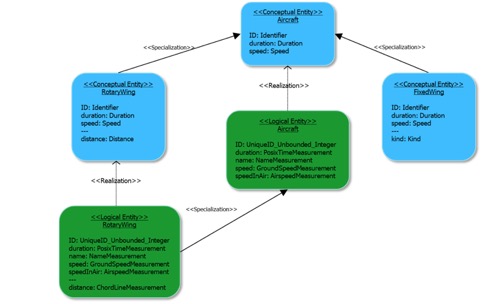 <<Conceptual Entity>>
Aircraft
ID: Identifier
duration: Duration
speed: Speed
<<Specialization>>
<<Specialization>>
<<Conceptual Entity>>
RotaryWing
ID: Identifier
duration: Duration
speed: Speed
---
distance: Distance
<<Realization>>
<<Conceptual Entity>>
FixedWing
ID: Identifier
duration: Duration
speed: Speed
---
kind: Kind
<<Logical Entity>>
Aircraft
ID: UniqueID_Unbounded_Integer
duration: PosixTimeMeasurement
name: NameMeasurement
speed: GroundSpeedMeasurement
speedInAir: AirspeedMeasurement
<<Realization>>
<<Specialization>>
<<Logical Entity>>
RotaryWing
ID: UniqueID_Unbounded_Integer
duration: PosixTimeMeasurement
name: NameMeasurement
speed: GroundSpeedMeasurement
speedInAir: AirspeedMeasurement
---
distance: ChordLineMeasurement